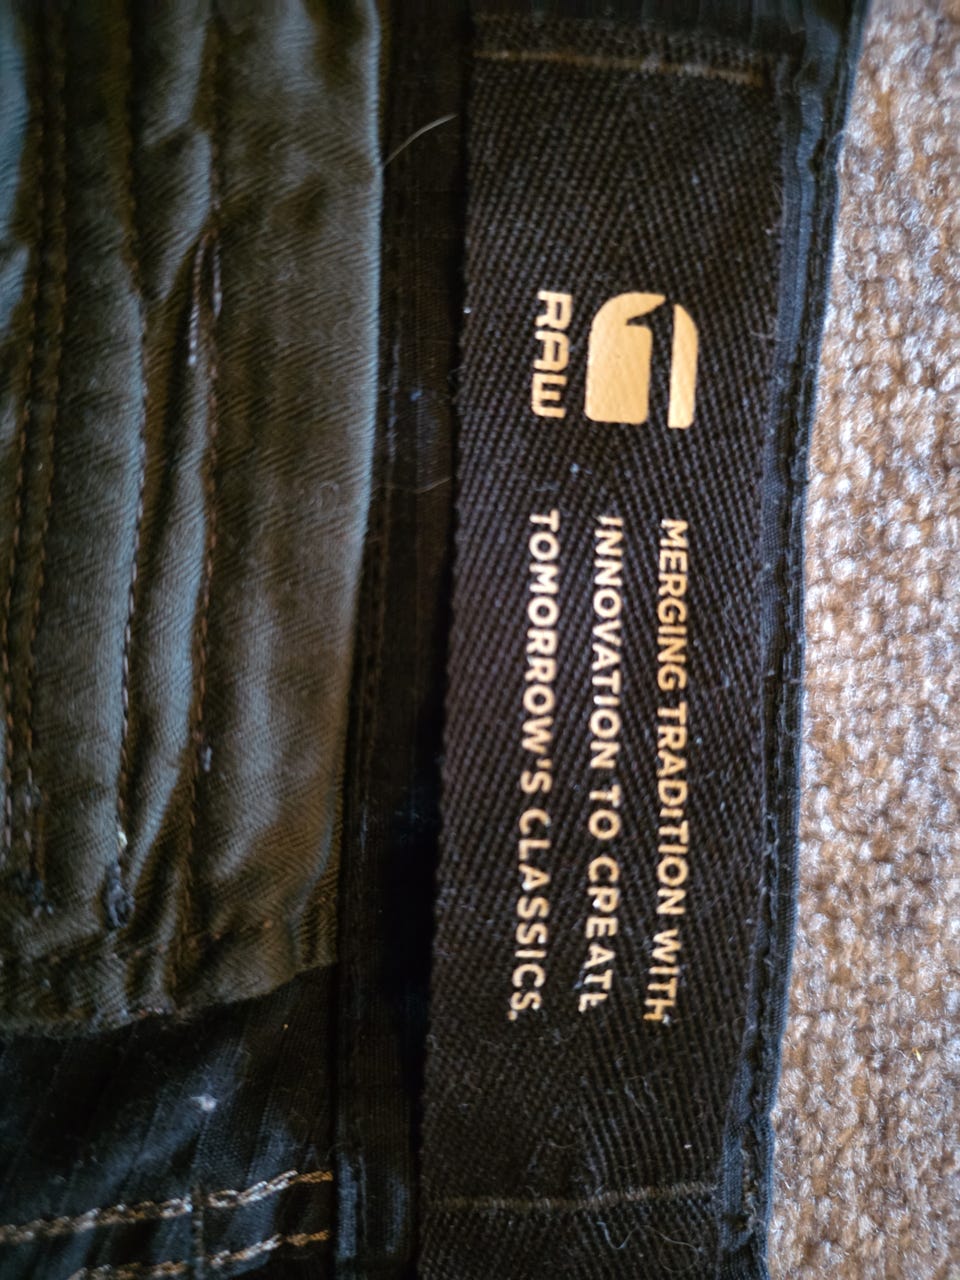 RAW
MERGING TRADITION WITH
INNOVATION TO CREATE
TOMORROW'S CLASSICS.